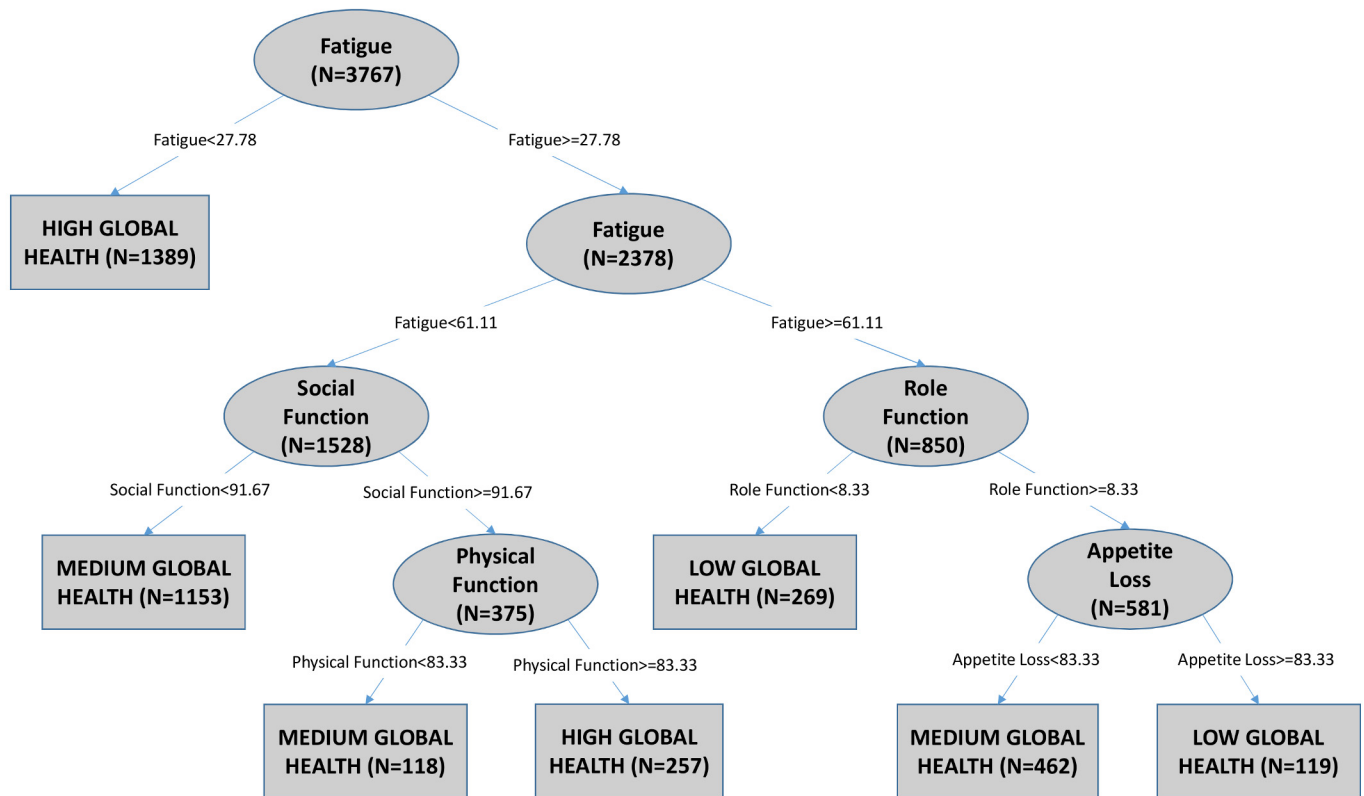 Fatigue
(N=3767)
Fatigue<27.78
Fatigue>=27.78
HIGH GLOBAL
HEALTH (N=1389)
Fatigue
(N=2378)
Fatigue<61.11
Fatigue>=61.11
Social
Function
(N=1528)
Role
Function
(N=850)
Social Function<91.67
Social Function>=91.67
Role Function<8.33
Role Function>=8.33
MEDIUM GLOBAL
HEALTH (N=1153)
Physical
Function
(N=375)
LOW GLOBAL
HEALTH (N=269)
Appetite
Loss
(N=581)
Physical Function<83.33
Physical Function>=83.33
Appetite Loss<83.33
Appetite Loss>=83.33
MEDIUM GLOBAL
HEALTH (N=118)
HIGH GLOBAL
HEALTH (N=257)
MEDIUM GLOBAL
HEALTH (N=462)
LOW GLOBAL
HEALTH (N=119)